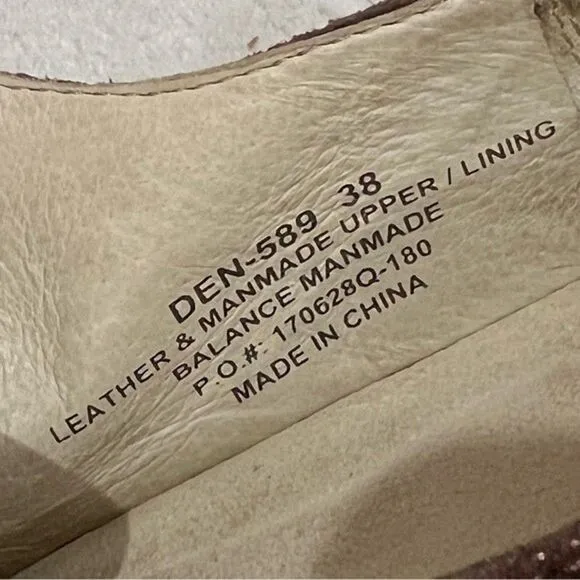 DEN-589 38
LEATHER & MANMADE UPPER / LINING
BALANCE MANMADE
P.O.#: 170628Q-180
MADE IN CHINA